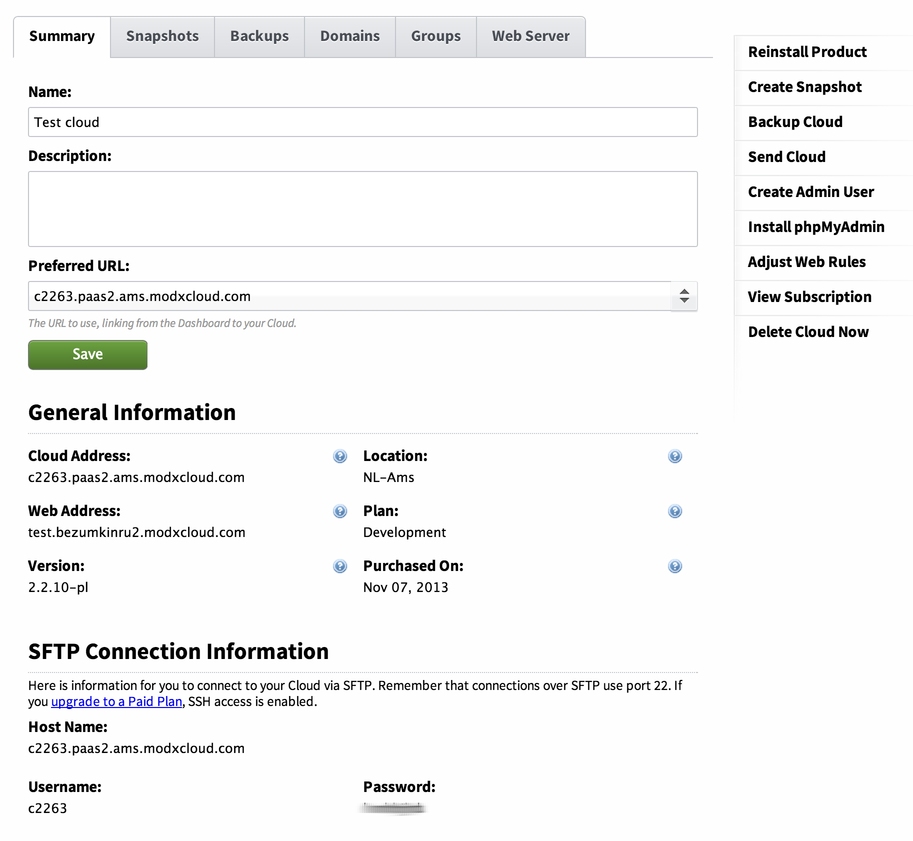 Summary Snapshots Backups Domains Groups Web Server
Name:
Test cloud
Description:
Preferred URL:
c2263.paas2.ams.modxcloud.com
The URL to use, linking from the Dashboard to your Cloud.
Save
General Information
Cloud Address: Location:
c2263.paas2.ams.modxcloud.com NL-Ams
Web Address: Plan:
test.bezumkinru2.modxcloud.com Development
Version: Purchased On:
2.2.10-pl Nov 07, 2013
SFTP Connection Information
Here is information for you to connect to your Cloud via SFTP. Remember that connections over SFTP use port 22. If
you upgrade to a Paid Plan, SSH access is enabled.
Host Name:
c2263.paas2.ams.modxcloud.com
Username: Password:
c2263
Reinstall Product
Create Snapshot
Backup Cloud
Send Cloud
Create Admin User
Install phpMyAdmin
Adjust Web Rules
View Subscription
Delete Cloud Now